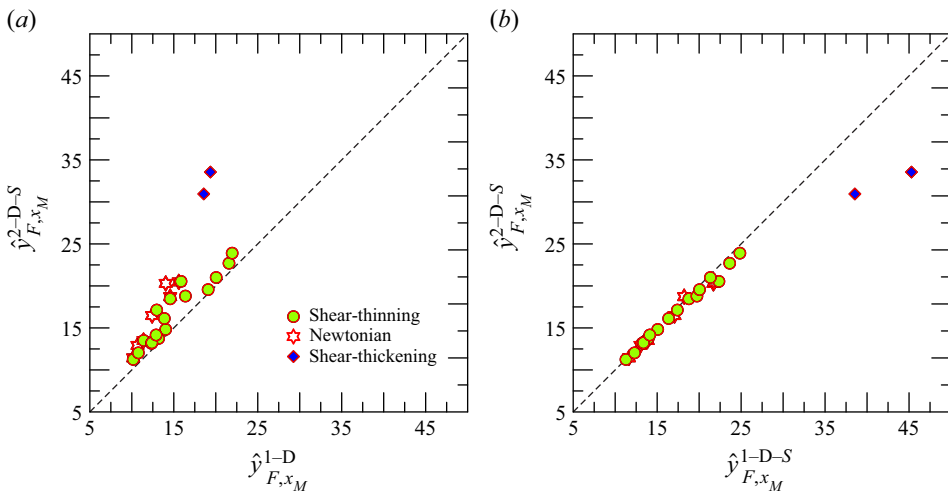 (a)
(b)
45
35
25
15
5
5 15 25 35 45
ŷ 2–D–S F,x_M
ŷ 1–D F,x_M
Shear-thinning
Newtonian
Shear-thickening
45
35
25
15
5
5 15 25 35 45
ŷ 2–D–S F,x_M
ŷ 1–D–S F,x_M